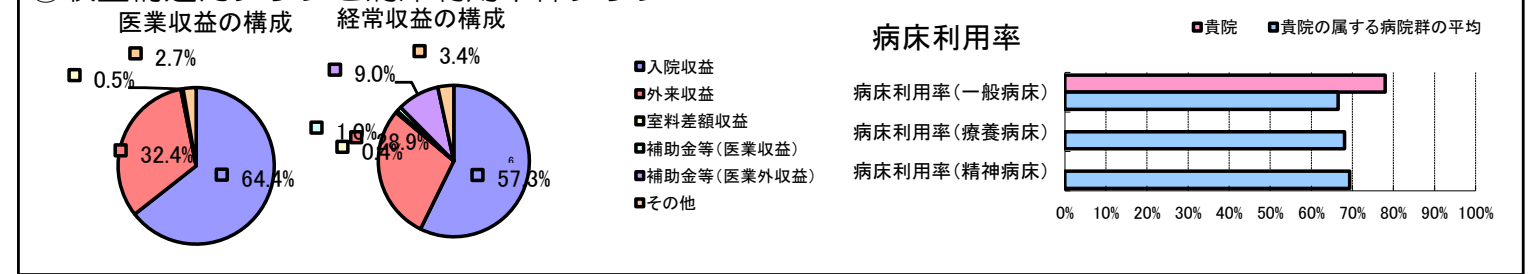 医業収益の構成
2.7%
0.5%
32.4%
64.4%
経常収益の構成
3.4%
9.0%
1.0%
0.4%
28.9%
57.3%
入院収益
外来収益
室料差額収益
補助金等(医業収益)
補助金等(医業外収益)
その他
病床利用率
貴院 貴院の属する病院群の平均
病床利用率(一般病床)
病床利用率(療養病床)
病床利用率(精神病床)
0% 10% 20% 30% 40% 50% 60% 70% 80% 90% 100%